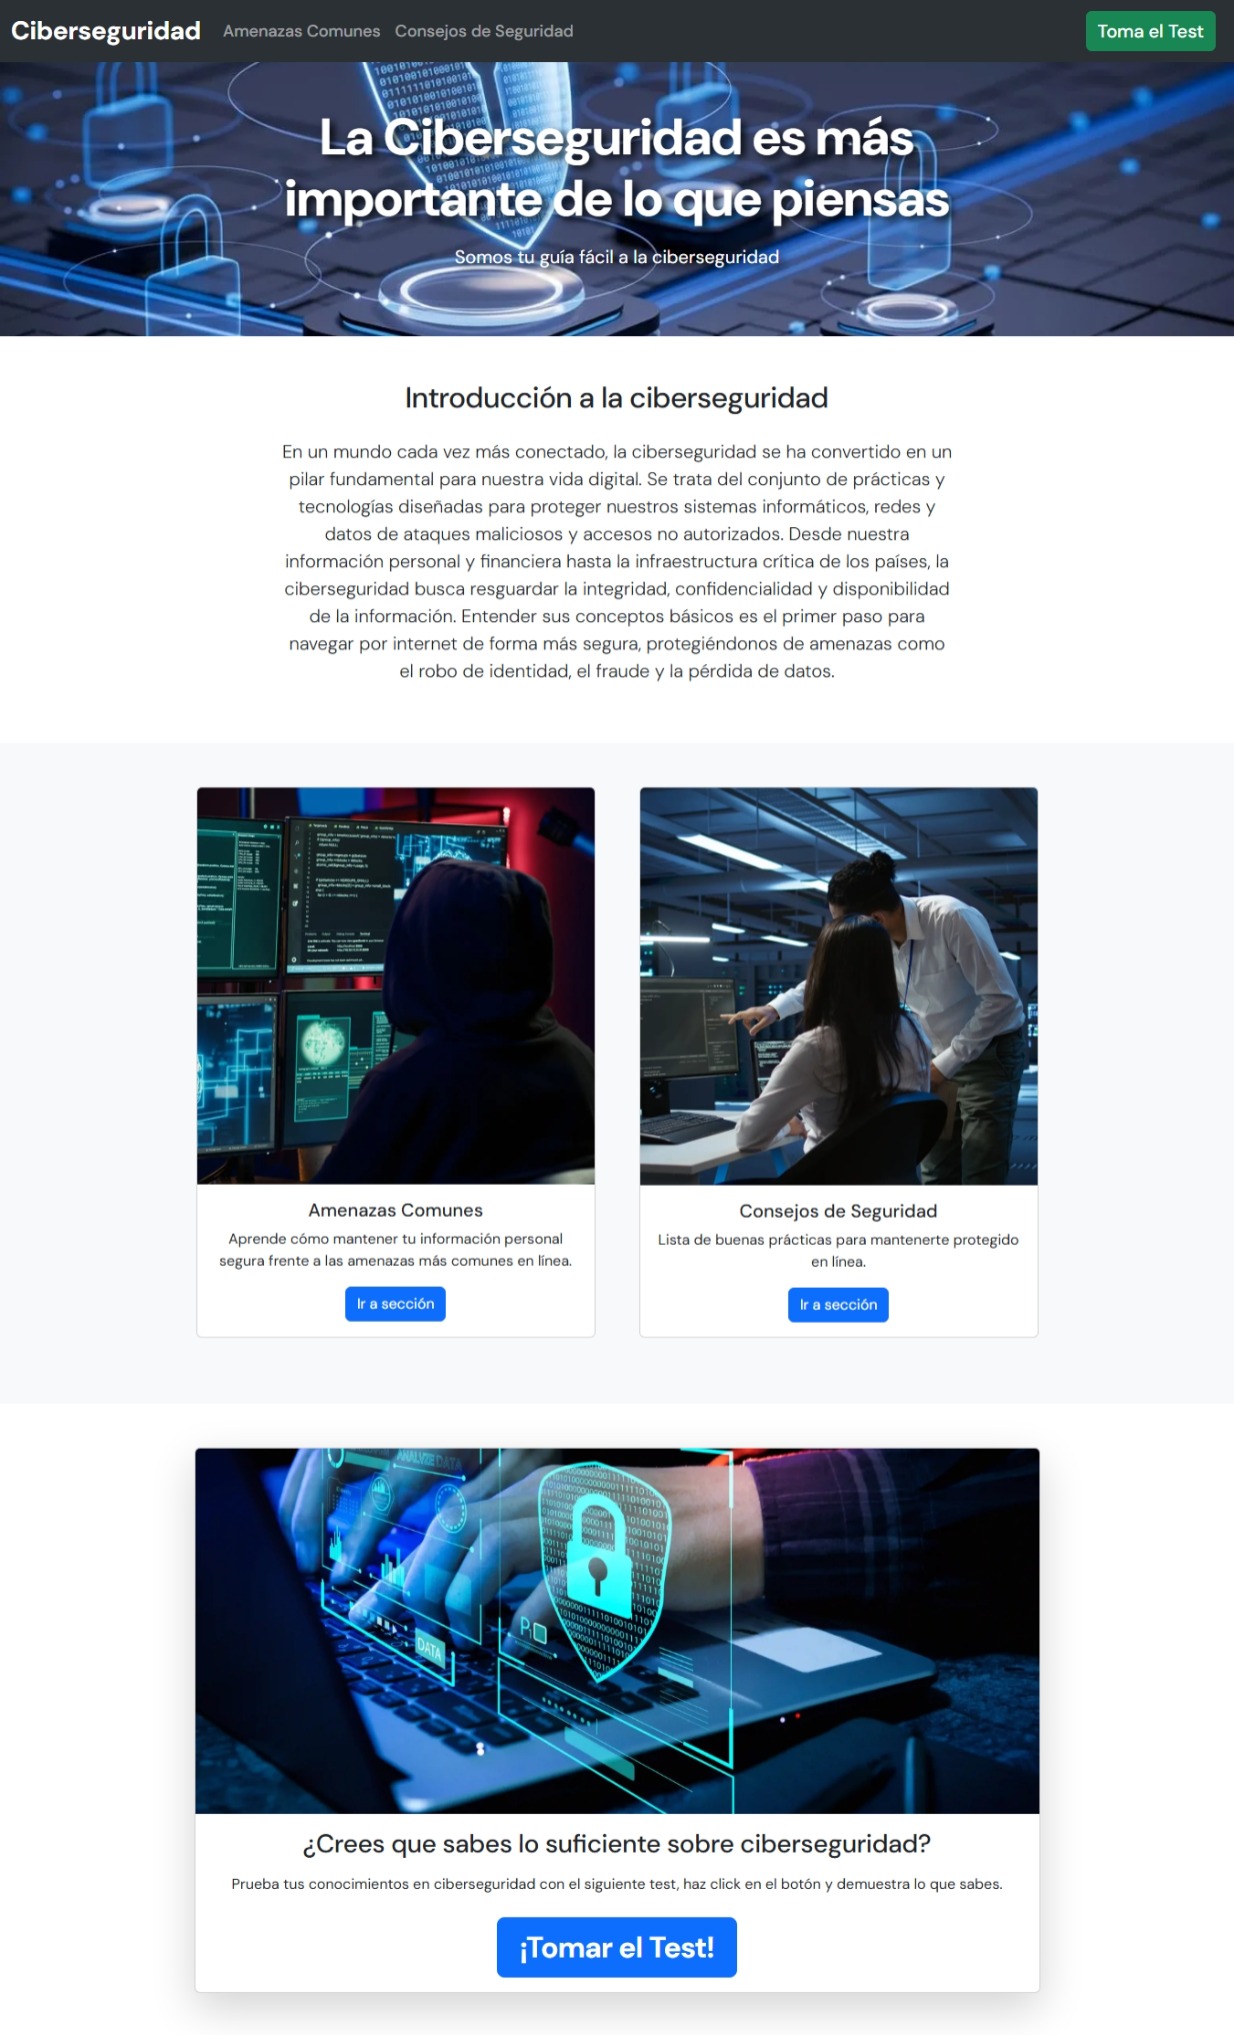 Ciberseguridad
Amenazas Comunes
Consejos de Seguridad
Toma el Test
La Ciberseguridad es más
importante de lo que piensas
Somos tu guía fácil a la ciberseguridad
Introducción a la ciberseguridad
En un mundo cada vez más conectado, la ciberseguridad se ha convertido en un
pilar fundamental para nuestra vida digital. Se trata del conjunto de prácticas y
tecnologías diseñadas para proteger nuestros sistemas informáticos, redes y
datos de ataques maliciosos y accesos no autorizados. Desde nuestra
información personal y financiera hasta la infraestructura crítica de los países, la
ciberseguridad busca resguardar la integridad, confidencialidad y disponibilidad
de la información. Entender sus conceptos básicos es el primer paso para
navegar por internet de forma más segura, protegiéndonos de amenazas como
el robo de identidad, el fraude y la pérdida de datos.
Amenazas Comunes
Aprende cómo mantener tu información personal
segura frente a las amenazas más comunes en línea.
Ir a sección
Consejos de Seguridad
Lista de buenas prácticas para mantenerte protegido
en línea.
Ir a sección
ANALYZE DATA
DATA
¿Crees que sabes lo suficiente sobre ciberseguridad?
Prueba tus conocimientos en ciberseguridad con el siguiente test, haz click en el botón y demuestra lo que sabes.
¡Tomar el Test!